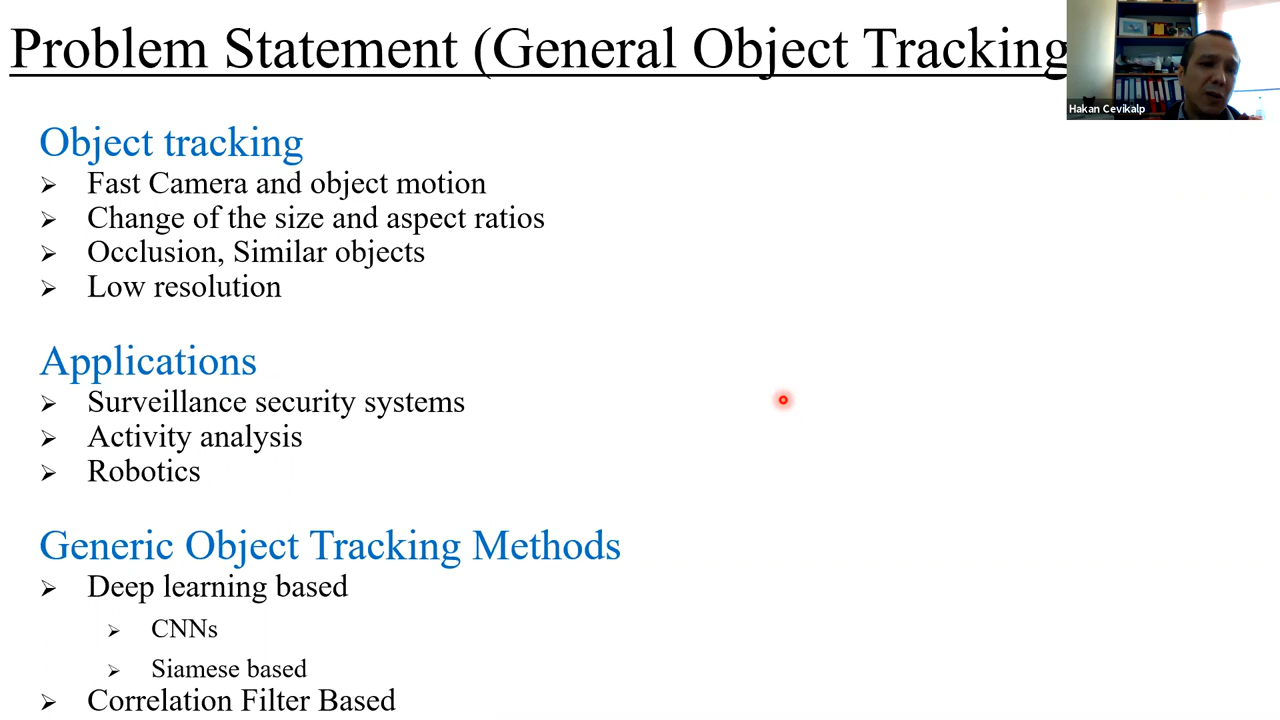 Problem Statement (General Object Tracking
Hakan Cevikalp
Object tracking
Fast Camera and object motion
Change of the size and aspect ratios
Occlusion, Similar objects
Low resolution
Applications
Surveillance security systems
Activity analysis
Robotics
Generic Object Tracking Methods
Deep learning based
CNNs
Siamese based
Correlation Filter Based